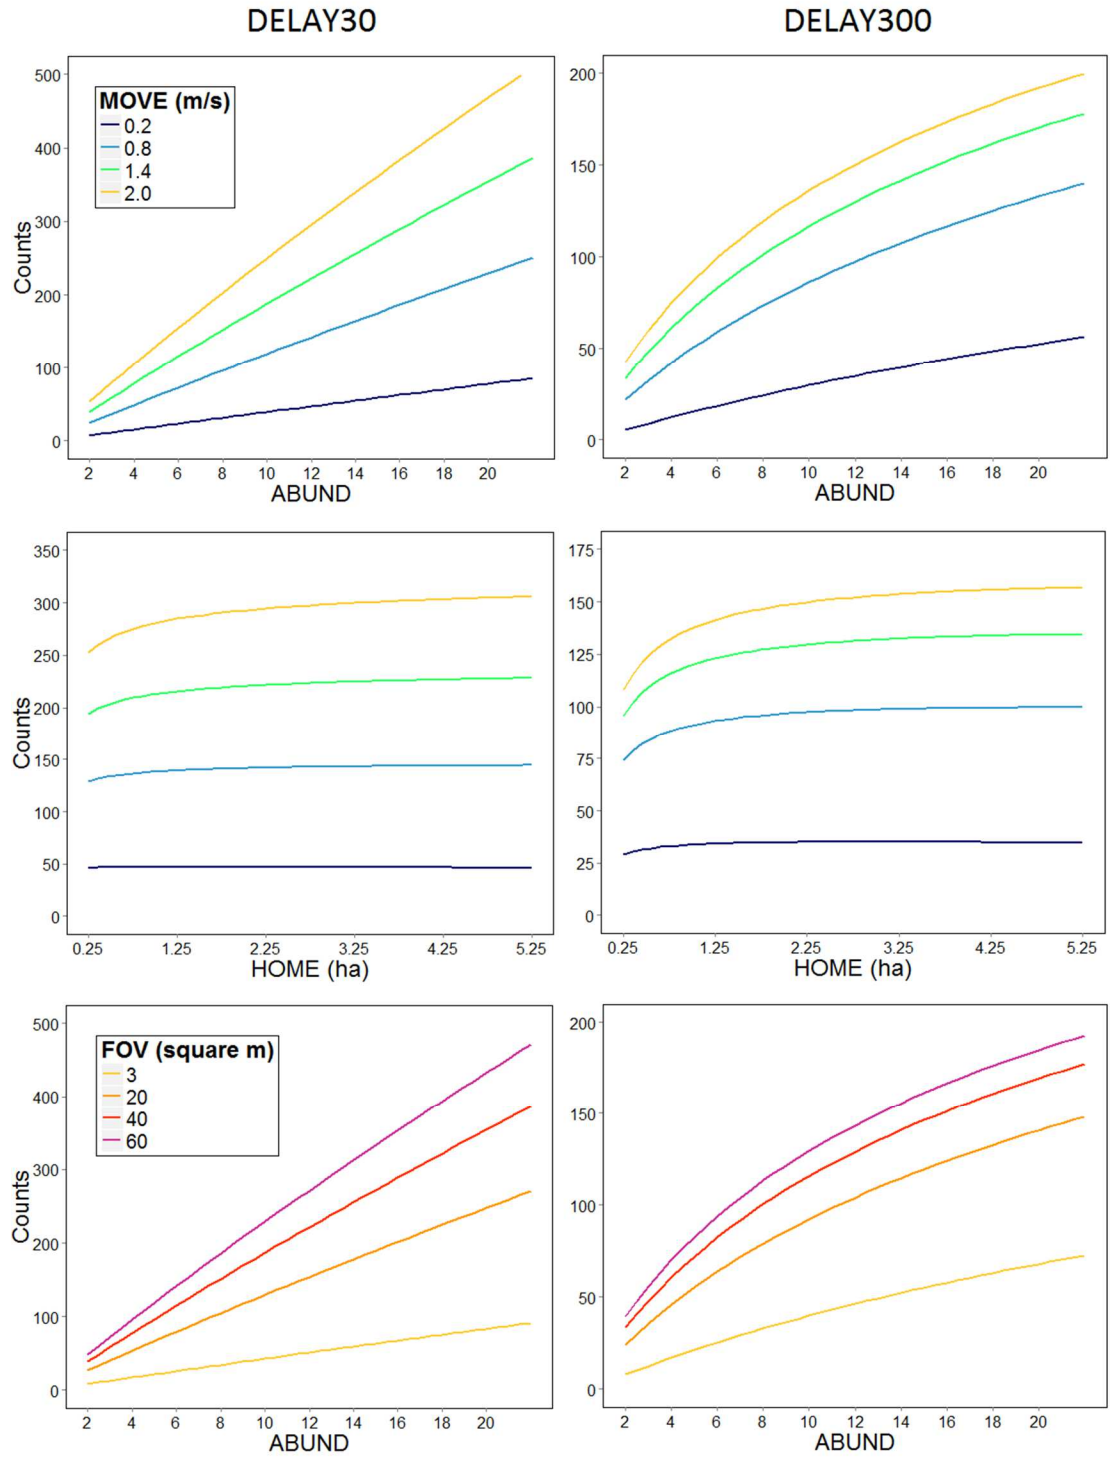 DELAY30 DELAY300
500
400
300
200
100
0
Counts
MOVE (m/s)
0.2
0.8
1.4
2.0
2 4 6 8 10 12 14 16 18 20
ABUND
200
150
100
50
0
2 4 6 8 10 12 14 16 18 20
ABUND
350
300
250
200
150
100
50
0
Counts
0.25 1.25 2.25 3.25 4.25 5.25
HOME (ha)
175
150
125
100
75
50
25
0
0.25 1.25 2.25 3.25 4.25 5.25
HOME (ha)
500
400
300
200
100
0
Counts
FOV (square m)
3
20
40
60
2 4 6 8 10 12 14 16 18 20
ABUND
200
150
100
50
0
2 4 6 8 10 12 14 16 18 20
ABUND